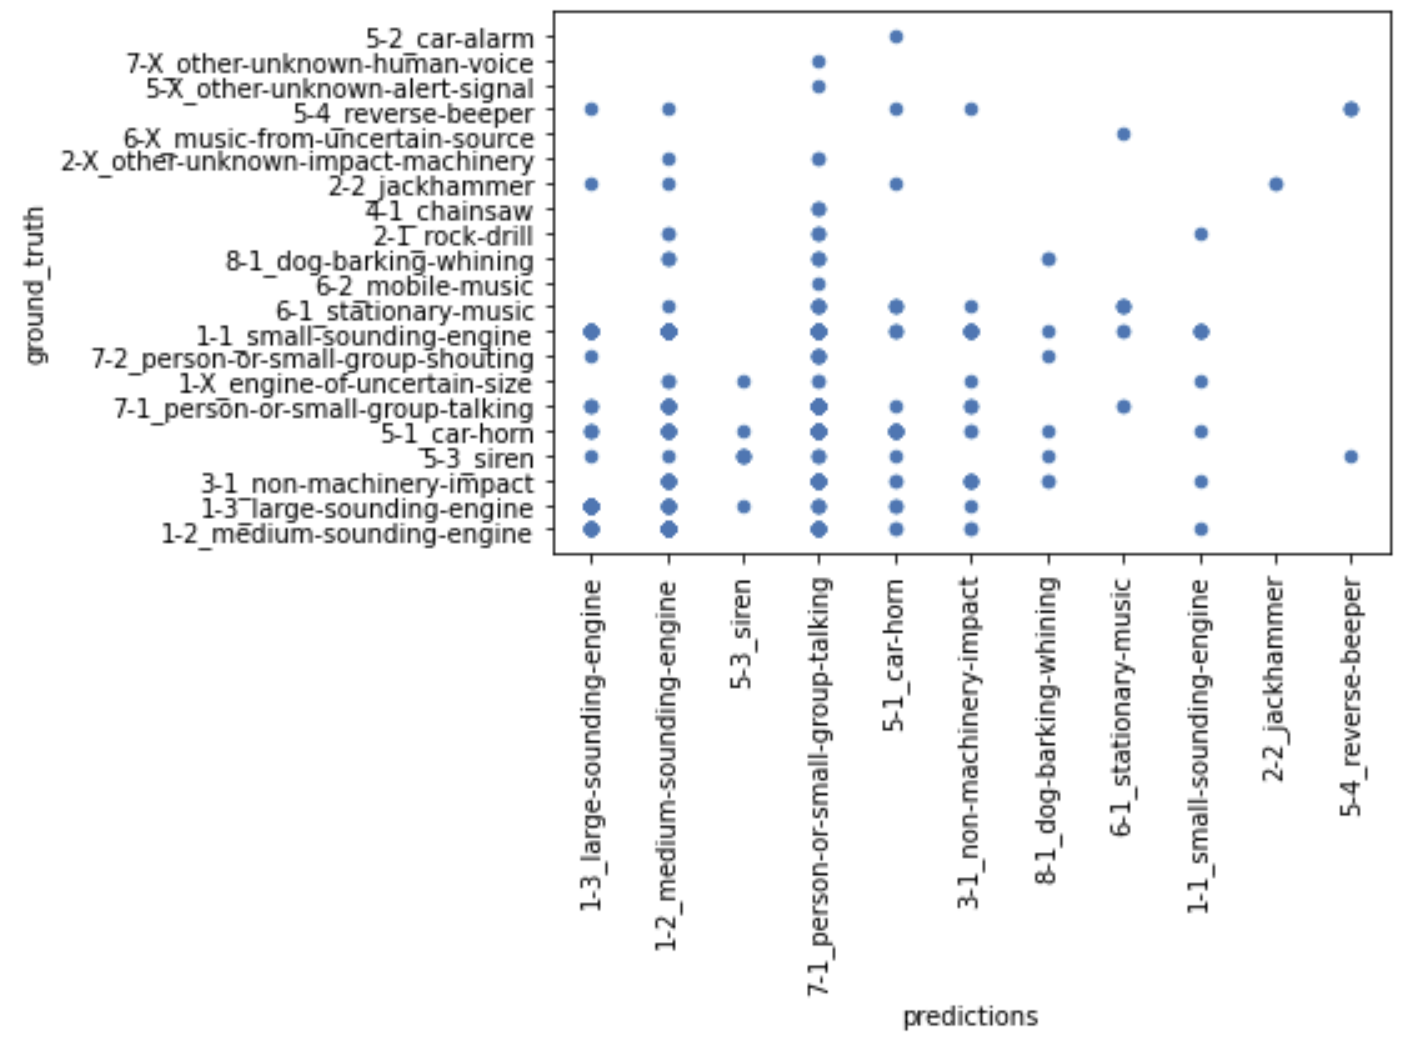 5-2_car-alarm
7-X_other-unknown-human-voice
5-X_other-unknown-alert-signal
5-4_reverse-beeper
6-X_music-from-uncertain-source
2-X_other-unknown-impact-machinery
2-2_jackhammer
4-1_chainsaw
2-1_rock-drill
8-1_dog-barking-whining
6-2_mobile-music
6-1_stationary-music
1-1_small-sounding-engine
7-2_person-or-small-group-shouting
1-X_engine-of-uncertain-size
7-1_person-or-small-group-talking
5-1_car-horn
5-3_siren
3-1_non-machinery-impact
1-3_large-sounding-engine
1-2_medium-sounding-engine
ground_truth
1-3_large-sounding-engine
1-2_medium-sounding-engine
5-3_siren
7-1_person-or-small-group-talking
5-1_car-horn
3-1_non-machinery-impact
8-1_dog-barking-whining
6-1_stationary-music
1-1_small-sounding-engine
2-2_jackhammer
5-4_reverse-beeper
predictions